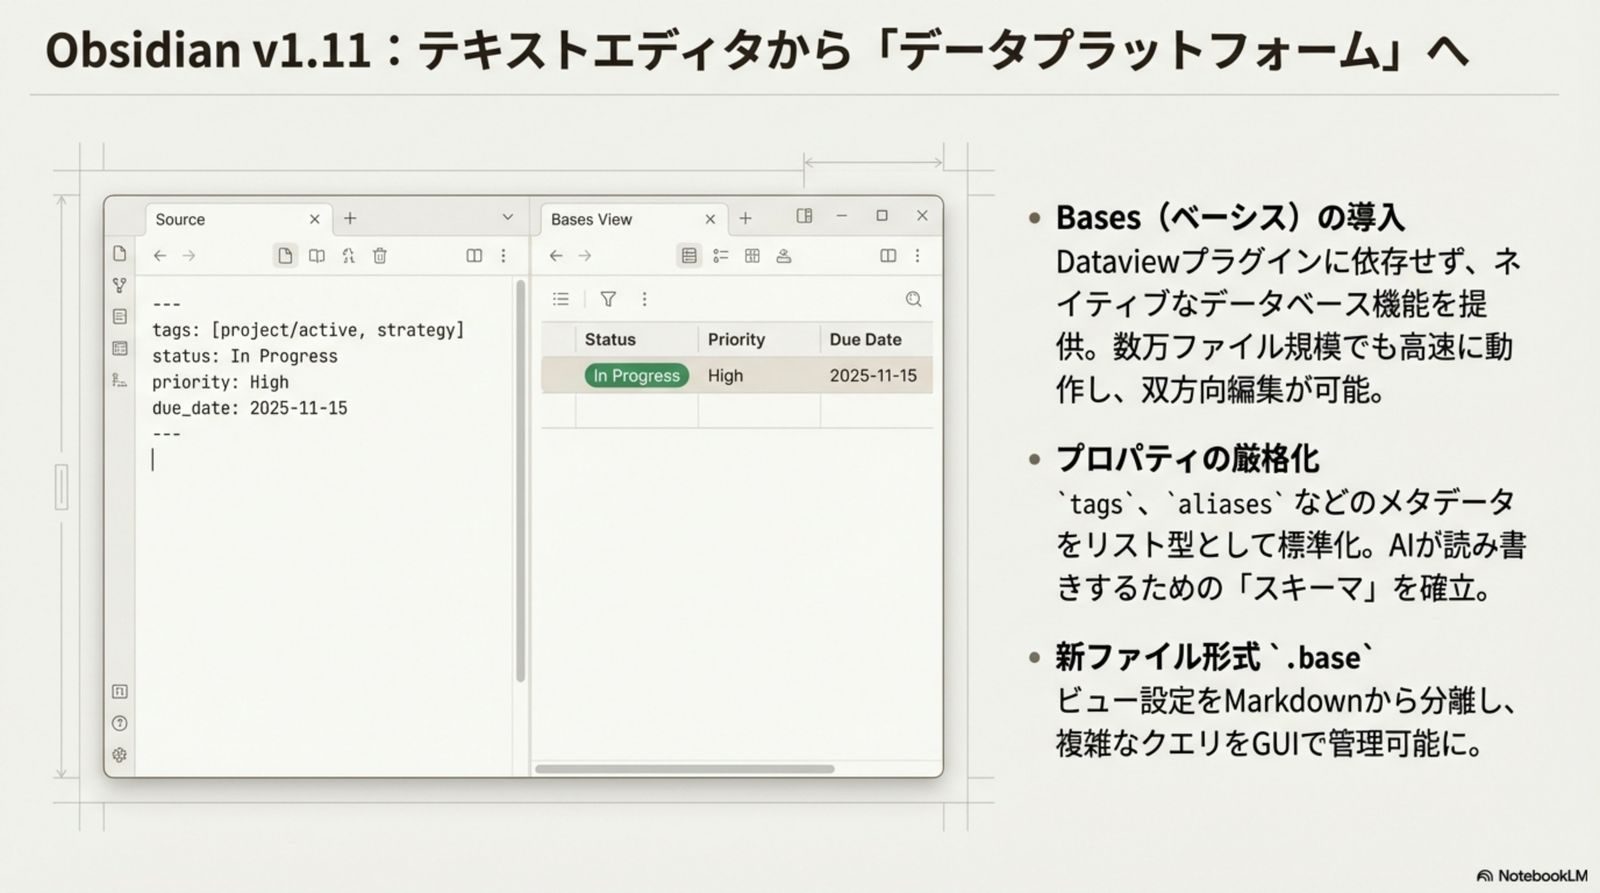 Obsidian v1.11：テキストエディタから「データプラットフォーム」へ
Source
---
tags: [project/active, strategy]
status: In Progress
priority: High
due_date: 2025-11-15
---
Bases View
Status Priority Due Date
In Progress High 2025-11-15
• Bases（ベーシス）の導入
Dataviewプラグインに依存せず、ネ
イティブなデータベース機能を提
供。数万ファイル規模でも高速に動
作し、双方向編集が可能。
• プロパティの厳格化
`tags`、`aliases` などのメタデータ
をリスト型として標準化。AIが読み書
きするための「スキーマ」を確立。
• 新ファイル形式 `.base`
ビュー設定をMarkdownから分離し、
複雑なクエリをGUIで管理可能に。
NotebookLM